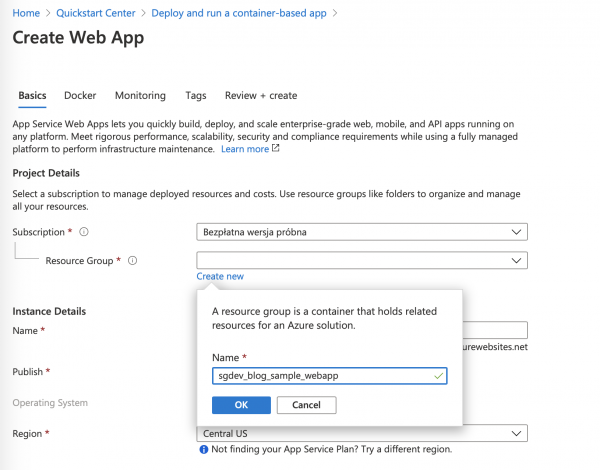 Home > Quickstart Center > Deploy and run a container-based app >
Create Web App
Basics Docker Monitoring Tags Review + create
App Service Web Apps lets you quickly build, deploy, and scale enterprise-grade web, mobile, and API apps running on
any platform. Meet rigorous performance, scalability, security and compliance requirements while using a fully managed
platform to perform infrastructure maintenance. Learn more
Project Details
Select a subscription to manage deployed resources and costs. Use resource groups like folders to organize and manage
all your resources.
Subscription * Bezpłatna wersja próbna
Resource Group *
Create new
A resource group is a container that holds related
resources for an Azure solution.
Name *
sgdev_blog_sample_webapp
OK Cancel
Instance Details
Name *
urewebsites.net
Publish *
Operating System
Region * Central US
Not finding your App Service Plan? Try a different region.